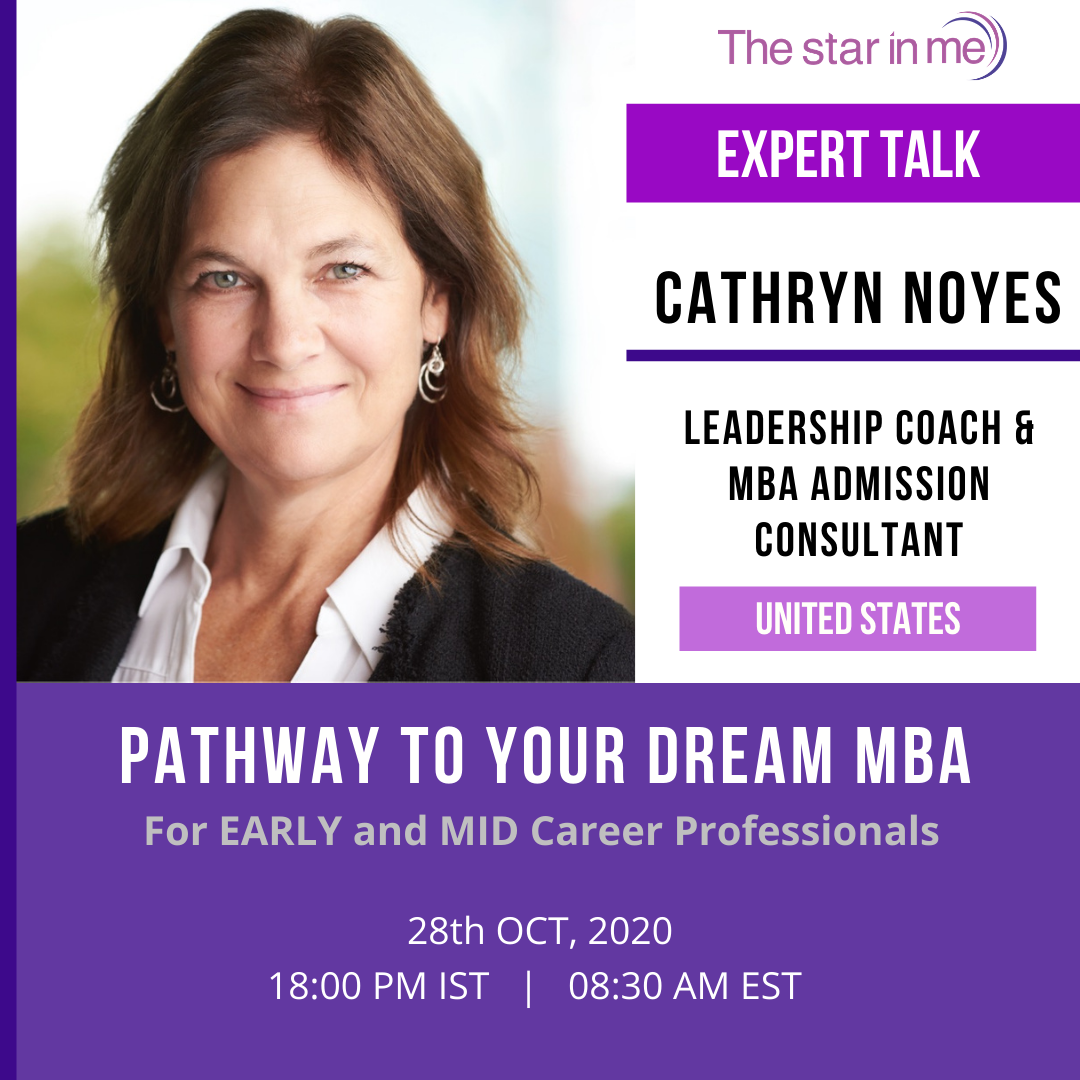 The star in me
EXPERT TALK
CATHRYN NOYES
LEADERSHIP COACH &
MBA ADMISSION
CONSULTANT
UNITED STATES
PATHWAY TO YOUR DREAM MBA
For EARLY and MID Career Professionals
28th OCT, 2020
18:00 PM IST | 08:30 AM EST